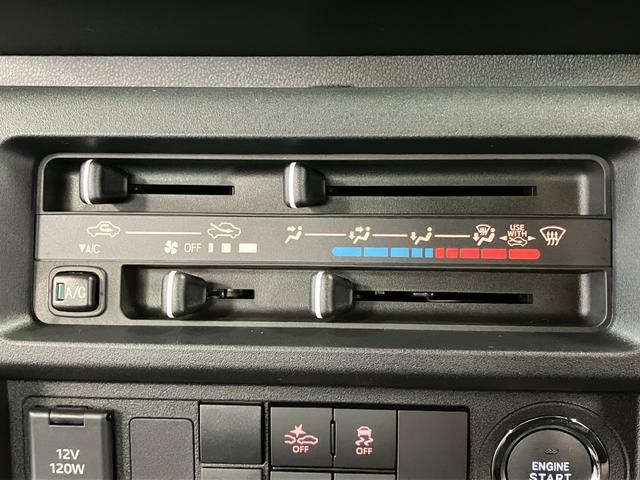 USE
WITH
▼A/C
OFF
A/C
12V
120W
OFF
OFF
ENGINE
START